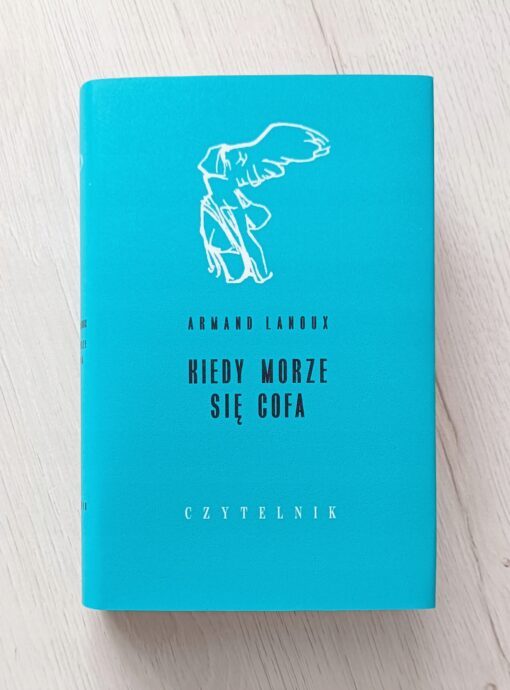 ARMAND LANOUX
KIEDY MORZE
SIĘ COFA
CZYTELNIK